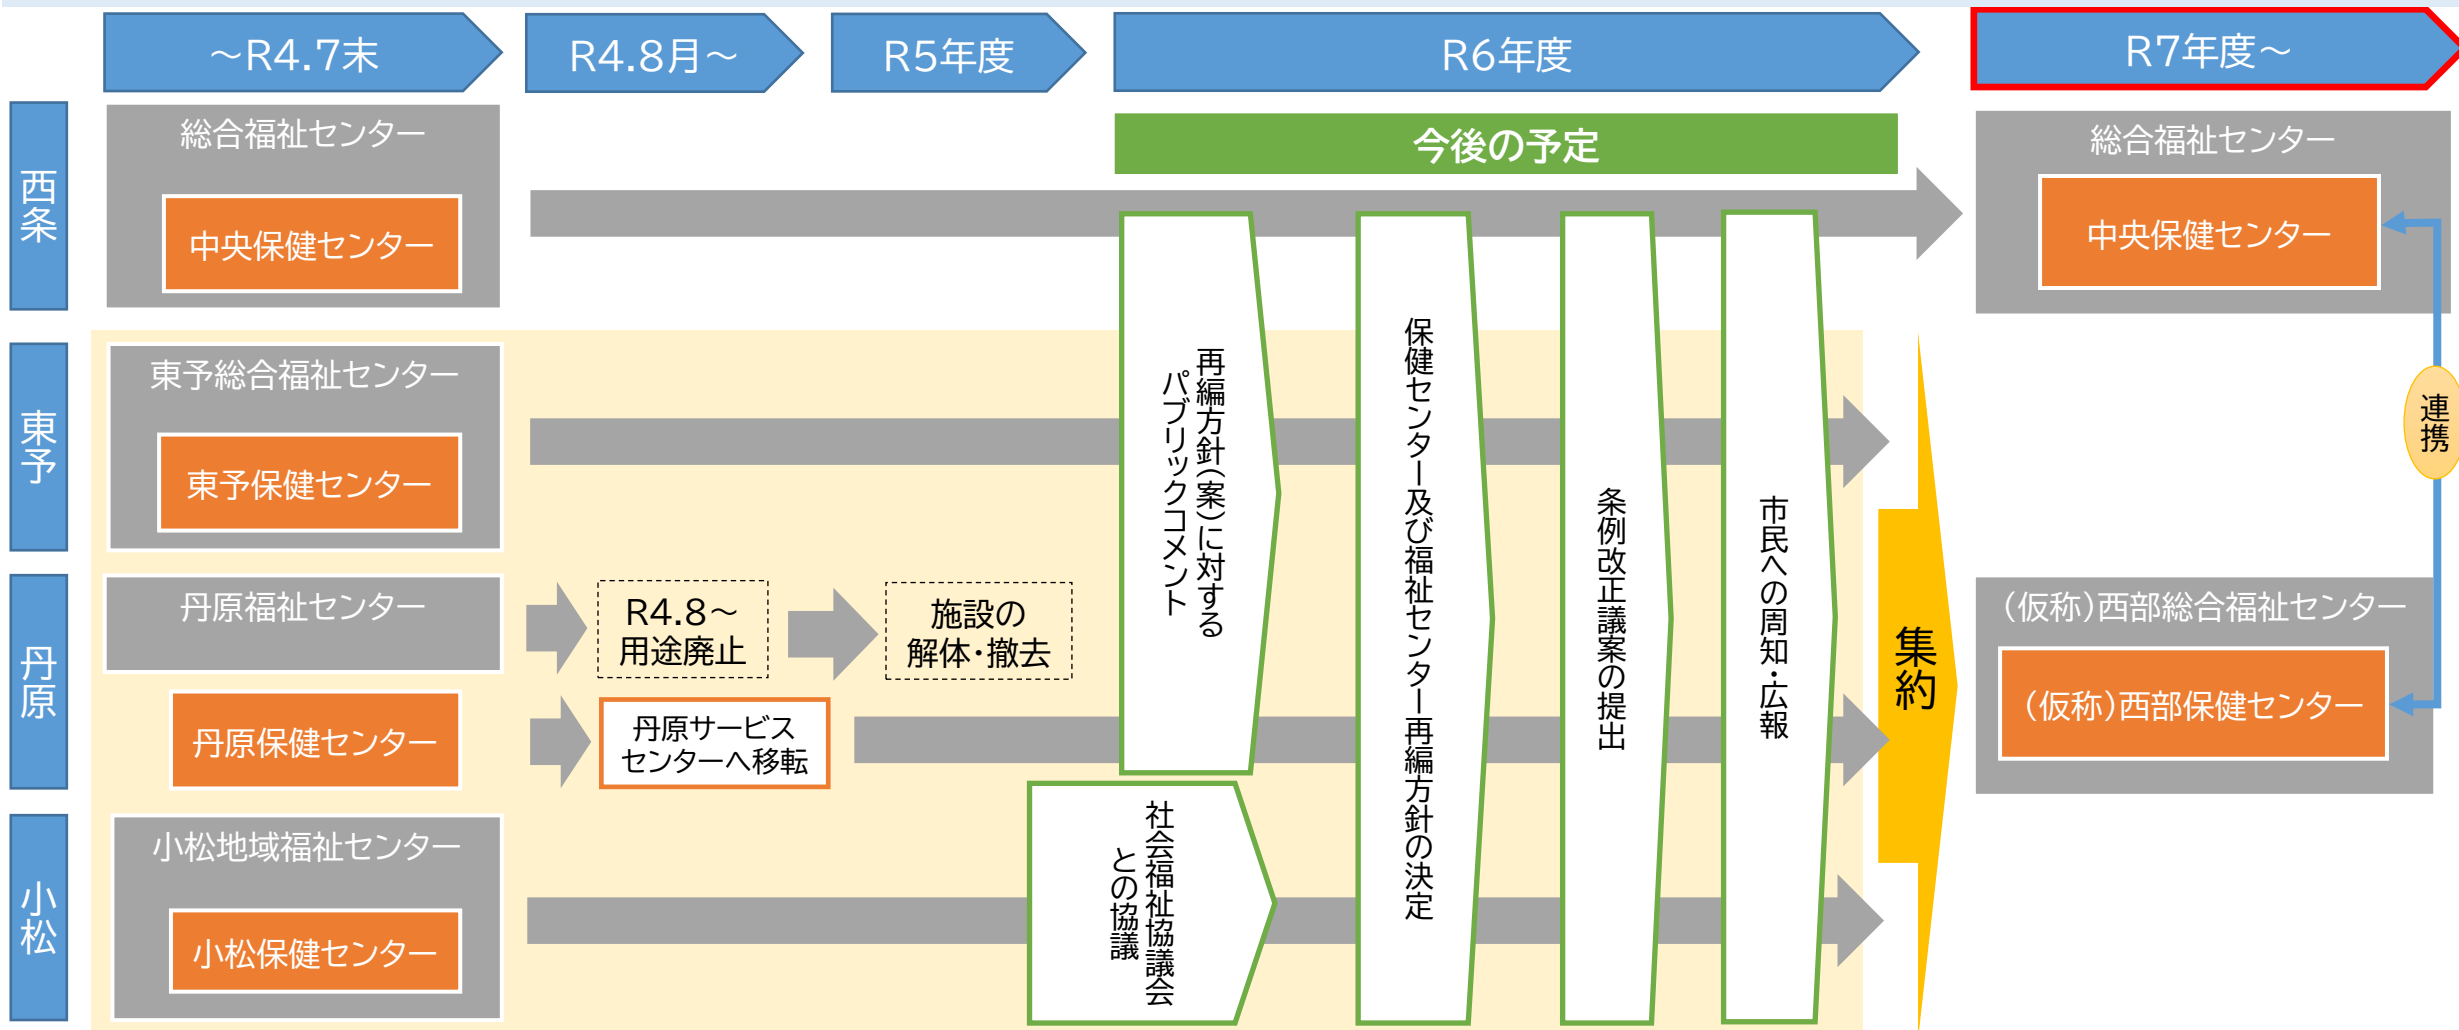 ～R4.7末
R4.8月～
R5年度
R6年度
R7年度～
西条
総合福祉センター
中央保健センター
今後の予定
総合福祉センター
中央保健センター
東予
東予総合福祉センター
東予保健センター
丹原
丹原福祉センター
R4.8～
用途廃止
施設の
解体・撤去
丹原保健センター
丹原サービス
センターへ移転
小松
小松地域福祉センター
小松保健センター
再編方針(案)に対する
パブリックコメント
社会福祉協議会
との協議
保健センター及び福祉センター再編方針の決定
条例改正議案の提出
市民への周知・広報
集約
連携
(仮称)西部総合福祉センター
(仮称)西部保健センター